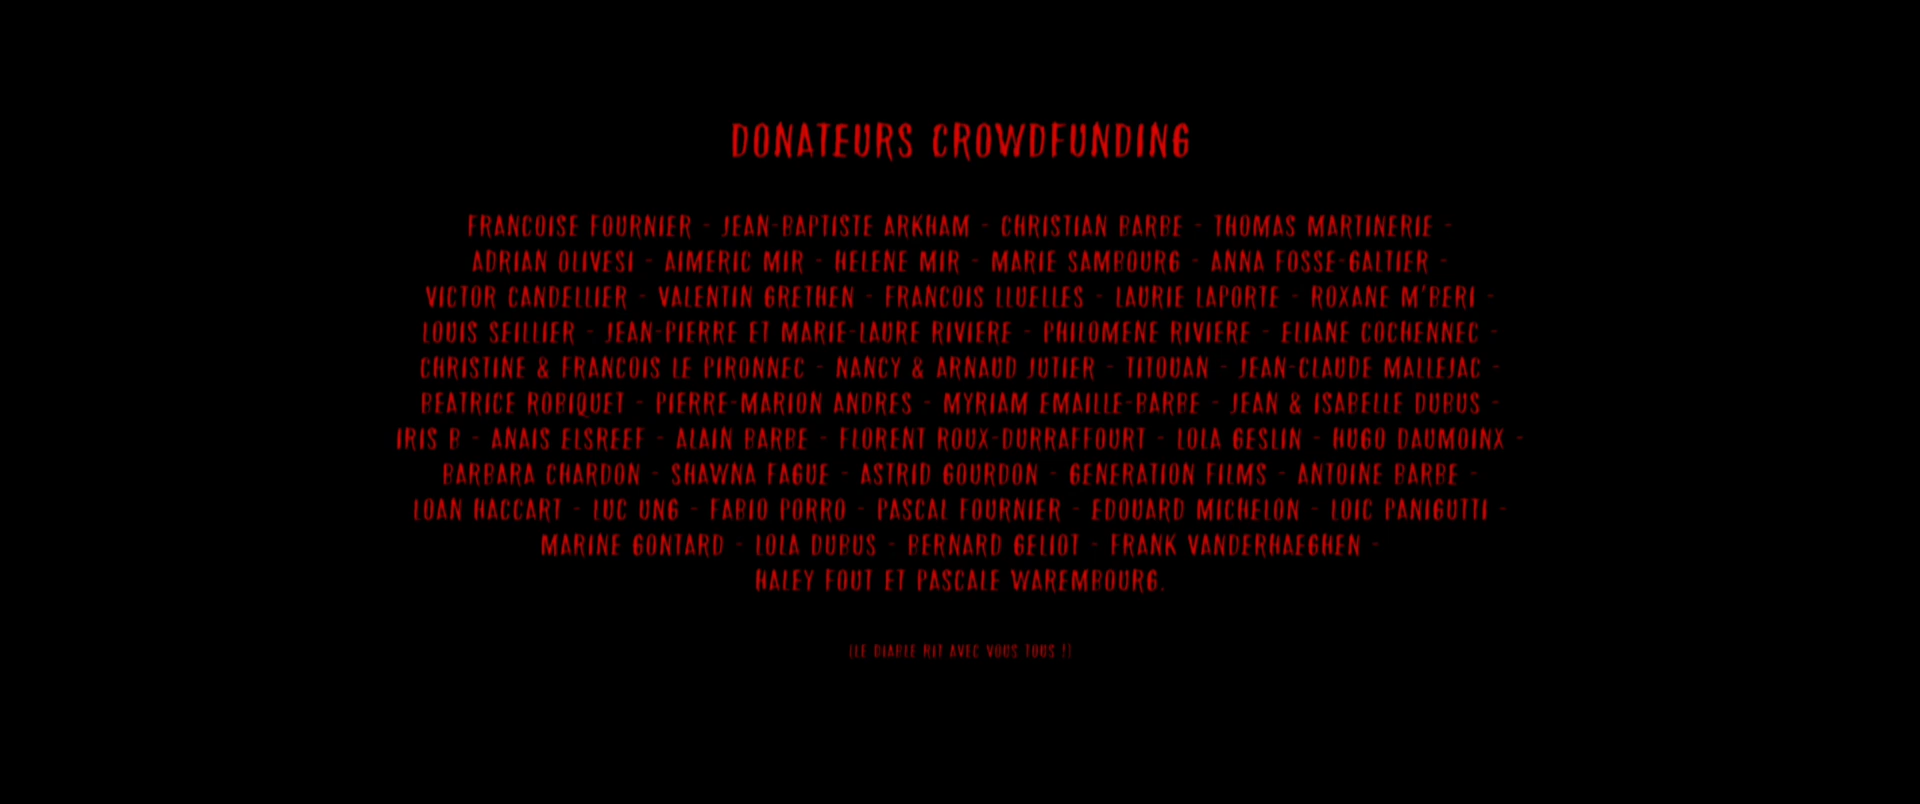 DONATEURS CROWDFUNDING
FRANCOISE FOURNIER - JEAN-BAPTISTE ARKHAM - CHRISTIAN BARBE - THOMAS MARTINERIE -
ADRIAN OLIVESI - AIMERIC MIR - HELENE MIR - MARIE SAMBOURG - ANNA FOSSE-GALTIER -
VICTOR CANDELLIER - VALENTIN GRETHEN - FRANCOIS LLUELLES - LAURIE LAPORTE - ROXANE M'BERI -
LOUIS SEILLIER - JEAN-PIERRE ET MARIE-LAURE RIVIERE - PHILOMENE RIVIERE - ELIANE COCHENNEC -
CHRISTINE & FRANCOIS LE PIRONNEC - NANCY & ARNAUD JUTIER - TITOUAN - JEAN-CLAUDE MALLEJAC -
BEATRICE ROBIQUET - PIERRE-MARION ANDRES - MYRIAM EMAILLE-BARBE - JEAN & ISABELLE DUBUS -
IRIS B - ANAIS ELSREEF - ALAIN BARBE - FLORENT ROUX-DURRAFFOURT - LOLA GESLIN - HUGO DAUMOINX -
BARBARA CHARDON - SHAWNA FAGUE - ASTRID GOURDON - GENERATION FILMS - ANTOINE BARBE -
LOAN HACCART - LUC UNG - FABIO PORRO - PASCAL FOURNIER - EDOUARD MICHELON - LOIC PANIGUTTI -
MARINE GONTARD - LOLA DUBUS - BERNARD GELIOT - FRANK VANDERHAEGHEN -
HALEY FOUT ET PASCALE WAREMBOURG.
(LE DIABLE RIT AVEC VOUS TOUS !)